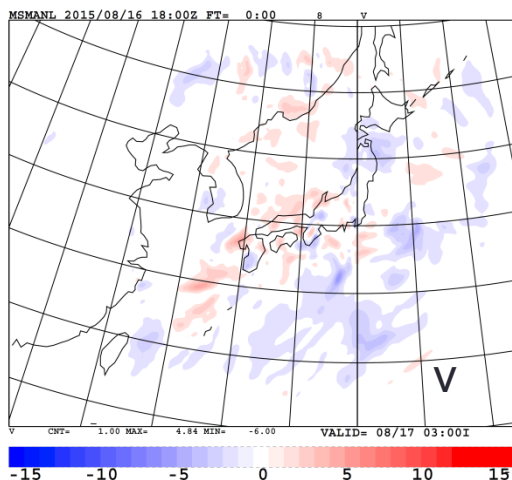 MSMANL 2015/08/16 18:00Z FT= 0:00 8 V
V
V CNT= 1.00 MAX= 4.84 MIN= -6.00 VALID= 08/17 03:00I
-15 -10 -5 0 5 10 15